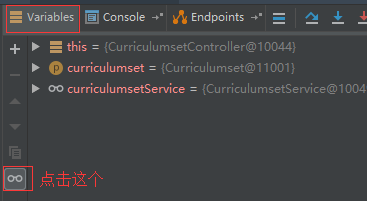 Variables Console →" Endpoints →"
this = {CurriculumsetController@10044}
p curriculumset = {Curriculumset@11001}
curriculumsetService = {CurriculumsetService@1004
点击这个